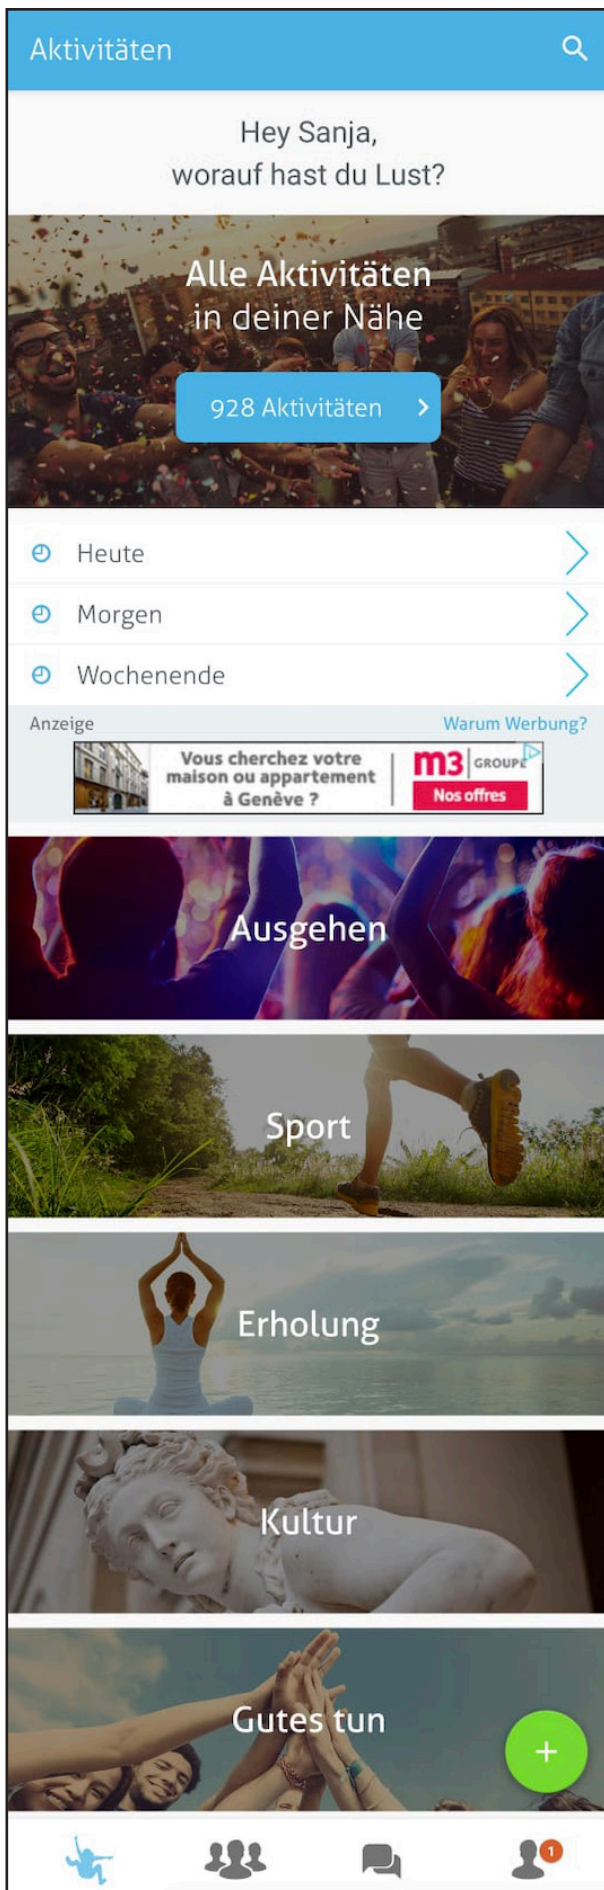 Aktivitäten
Hey Sanja,
worauf hast du Lust?
Alle Aktivitäten
in deiner Nähe
928 Aktivitäten
Heute
Morgen
Wochenende
Anzeige
Warum Werbung?
Vous cherchez votre
maison ou appartement
à Genève ?
m3 GROUPE
Nos offres
Ausgehen
Sport
Erholung
Kultur
Gutes tun
+
1